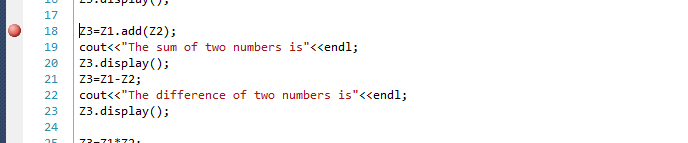 16 Z3.display();
17
18 Z3=Z1.add(Z2);
19 cout<<"The sum of two numbers is"<<endl;
20 Z3.display();
21 Z3=Z1-Z2;
22 cout<<"The difference of two numbers is"<<endl;
23 Z3.display();
24
25 Z3=Z1*Z2;